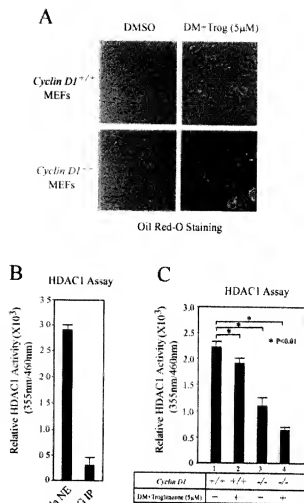 A
DMSO DM+Trog (5μM)
Cyclin D1+/+
MEFs
Cyclin D1
MEFs
Oil Red-O Staining
B
HDAC1 Assay
Relative HDAC1 Activity (X10³)
(355nm/460nm)
3.5
3.0
2.5
2.0
1.5
1.0
0.5
0
NE
IP
C
HDAC1 Assay
Relative HDAC1 Activity (X10³)
(355nm/460nm)
2.5
2.0
1.5
1.0
0.5
0.0
*
*
*
* P<0.01
1 2 3 4
Cyclin D1 +/+ +/+ -/- -/-
DM+Troglitazone (5μM) − + − +